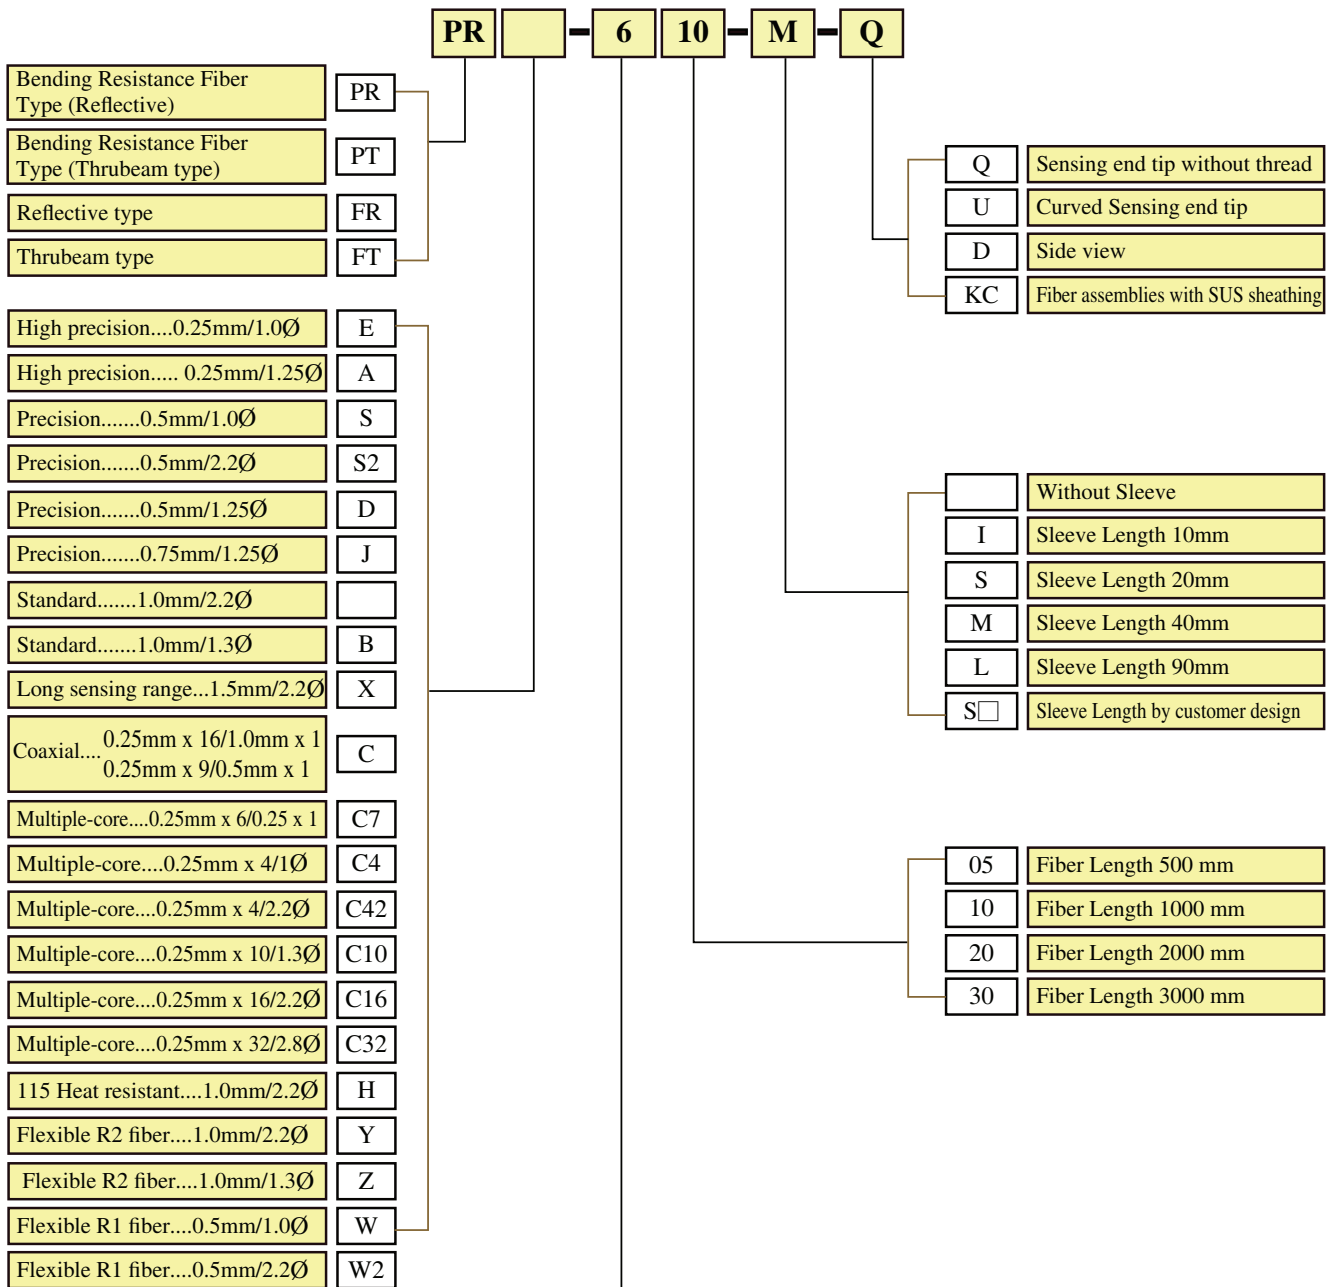 PR - 6 10 - M - Q
Bending Resistance Fiber
Type (Reflective)
PR
Bending Resistance Fiber
Type (Thrubeam type)
PT
Reflective type FR
Thrubeam type FT
High precision....0.25mm/1.0Ø E
High precision..... 0.25mm/1.25Ø A
Precision.......0.5mm/1.0Ø S
Precision.......0.5mm/2.2Ø S2
Precision.......0.5mm/1.25Ø D
Precision.......0.75mm/1.25Ø J
Standard.......1.0mm/2.2Ø
Standard.......1.0mm/1.3Ø B
Long sensing range...1.5mm/2.2Ø X
Coaxial.... 0.25mm x 16/1.0mm x 1
0.25mm x 9/0.5mm x 1
C
Multiple-core....0.25mm x 6/0.25 x 1 C7
Multiple-core....0.25mm x 4/1Ø C4
Multiple-core....0.25mm x 4/2.2Ø C42
Multiple-core....0.25mm x 10/1.3Ø C10
Multiple-core....0.25mm x 16/2.2Ø C16
Multiple-core....0.25mm x 32/2.8Ø C32
115 Heat resistant....1.0mm/2.2Ø H
Flexible R2 fiber....1.0mm/2.2Ø Y
Flexible R2 fiber....1.0mm/1.3Ø Z
Flexible R1 fiber....0.5mm/1.0Ø W
Flexible R1 fiber....0.5mm/2.2Ø W2
Q Sensing end tip without thread
U Curved Sensing end tip
D Side view
KC Fiber assemblies with SUS sheathing
Without Sleeve
I Sleeve Length 10mm
S Sleeve Length 20mm
M Sleeve Length 40mm
L Sleeve Length 90mm
S□ Sleeve Length by customer design
05 Fiber Length 500 mm
10 Fiber Length 1000 mm
20 Fiber Length 2000 mm
30 Fiber Length 3000 mm